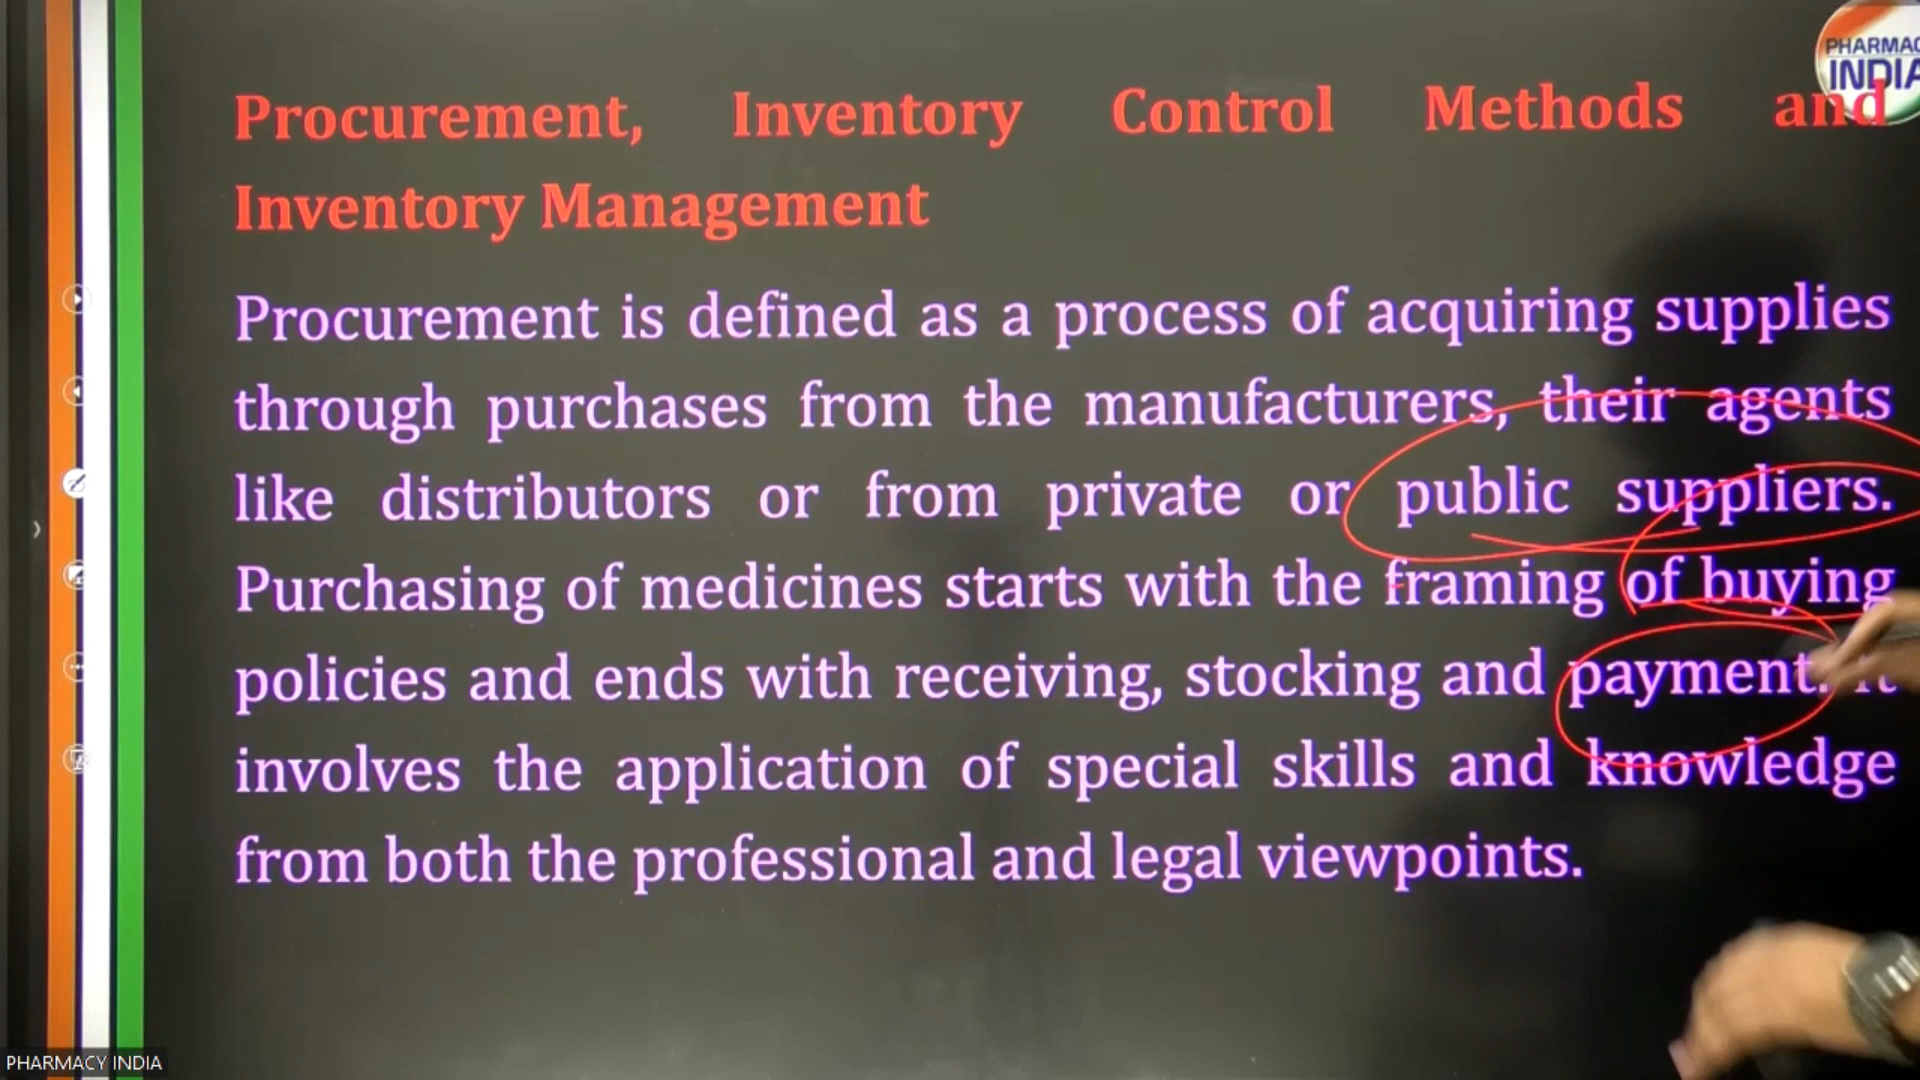 PHARMAC
INDIA
Procurement, Inventory Control Methods and
Inventory Management
Procurement is defined as a process of acquiring supplies
through purchases from the manufacturers, their agents
like distributors or from private or public suppliers.
Purchasing of medicines starts with the framing of buying
policies and ends with receiving, stocking and payment. It
involves the application of special skills and knowledge
from both the professional and legal viewpoints.
PHARMACY INDIA